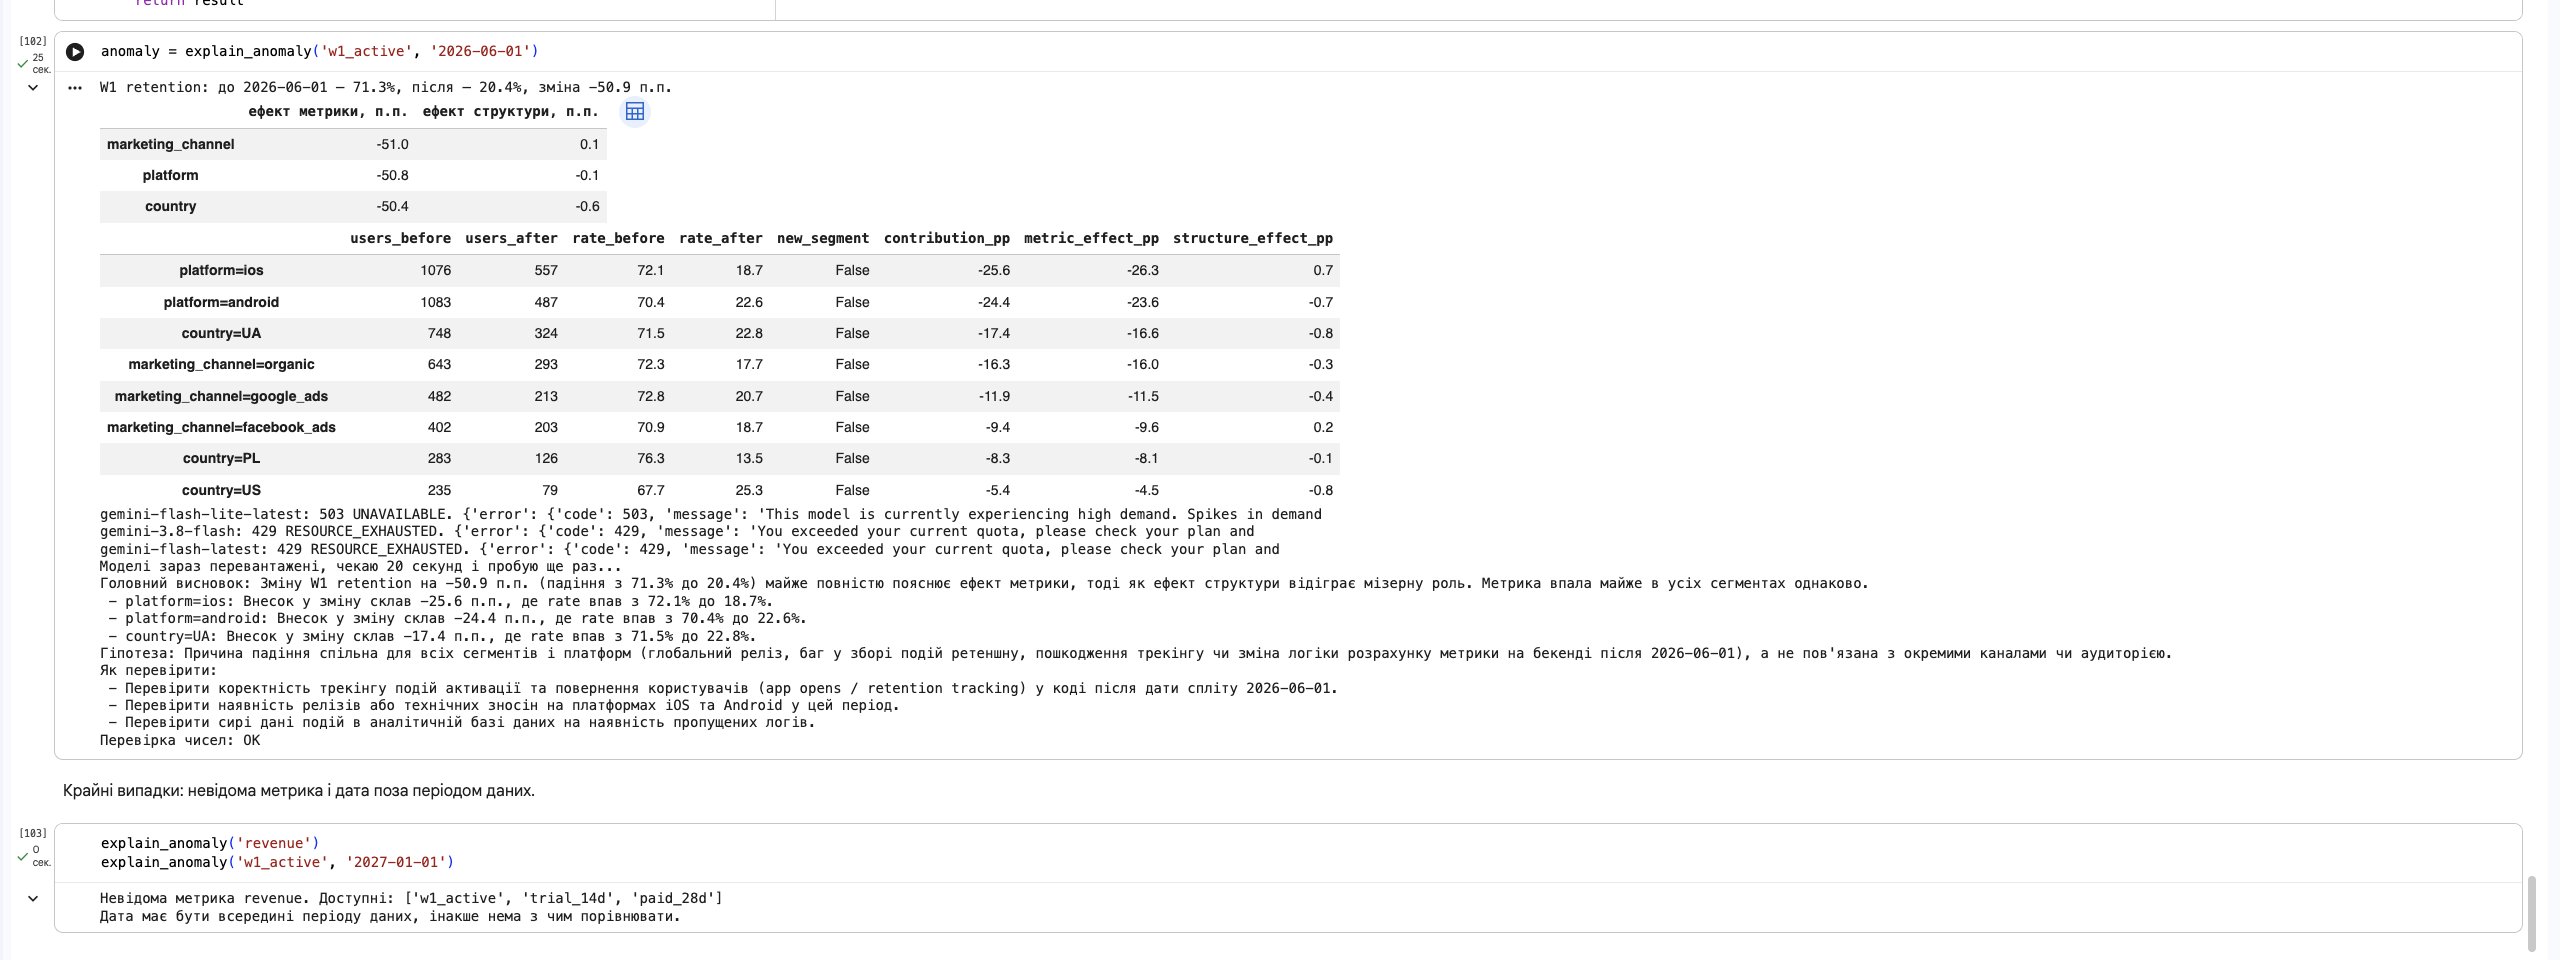 return result
[102]
25
сек.
anomaly = explain_anomaly('w1_active', '2026-06-01')
W1 retention: до 2026-06-01 — 71.3%, після — 20.4%, зміна -50.9 п.п.
ефект метрики, п.п. ефект структури, п.п.
marketing_channel -51.0 0.1
platform -50.8 -0.1
country -50.4 -0.6
users_before users_after rate_before rate_after new_segment contribution_pp metric_effect_pp structure_effect_pp
platform=ios 1076 557 72.1 18.7 False -25.6 -26.3 0.7
platform=android 1083 487 70.4 22.6 False -24.4 -23.6 -0.7
country=UA 748 324 71.5 22.8 False -17.4 -16.6 -0.8
marketing_channel=organic 643 293 72.3 17.7 False -16.3 -16.0 -0.3
marketing_channel=google_ads 482 213 72.8 20.7 False -11.9 -11.5 -0.4
marketing_channel=facebook_ads 402 203 70.9 18.7 False -9.4 -9.6 0.2
country=PL 283 126 76.3 13.5 False -8.3 -8.1 -0.1
country=US 235 79 67.7 25.3 False -5.4 -4.5 -0.8
gemini-flash-lite-latest: 503 UNAVAILABLE. {'error': {'code': 503, 'message': 'This model is currently experiencing high demand. Spikes in demand
gemini-3.8-flash: 429 RESOURCE_EXHAUSTED. {'error': {'code': 429, 'message': 'You exceeded your current quota, please check your plan and
gemini-flash-latest: 429 RESOURCE_EXHAUSTED. {'error': {'code': 429, 'message': 'You exceeded your current quota, please check your plan and
Моделі зараз перевантажені, чекаю 20 секунд і пробую ще раз...
Головний висновок: Зміну W1 retention на -50.9 п.п. (падіння з 71.3% до 20.4%) майже повністю пояснює ефект метрики, тоді як ефект структури відіграє мізерну роль. Метрика впала майже в усіх сегментах однаково.
– platform=ios: Внесок у зміну склав -25.6 п.п., де rate впав з 72.1% до 18.7%.
– platform=android: Внесок у зміну склав -24.4 п.п., де rate впав з 70.4% до 22.6%.
– country=UA: Внесок у зміну склав -17.4 п.п., де rate впав з 71.5% до 22.8%.
Гіпотеза: Причина падіння спільна для всіх сегментів і платформ (глобальний реліз, баг у зборі подій ретеншну, пошкодження трекінгу чи зміна логіки розрахунку метрики на бекенді після 2026-06-01), а не пов'язана з окремими каналами чи аудиторією.
Як перевірити:
– Перевірити коректність трекінгу подій активації та повернення користувачів (app opens / retention tracking) у коді після дати спліту 2026-06-01.
– Перевірити наявність релізів або технічних зносін на платформах iOS та Android у цей період.
– Перевірити сирі дані подій в аналітичній базі даних на наявність пропущених логів.
Перевірка чисел: OK
Крайні випадки: невідома метрика і дата поза періодом даних.
[103]
0
сек.
explain_anomaly('revenue')
explain_anomaly('w1_active', '2027-01-01')
Невідома метрика revenue. Доступні: ['w1_active', 'trial_14d', 'paid_28d']
Дата має бути всередині періоду даних, інакше нема з чим порівнювати.